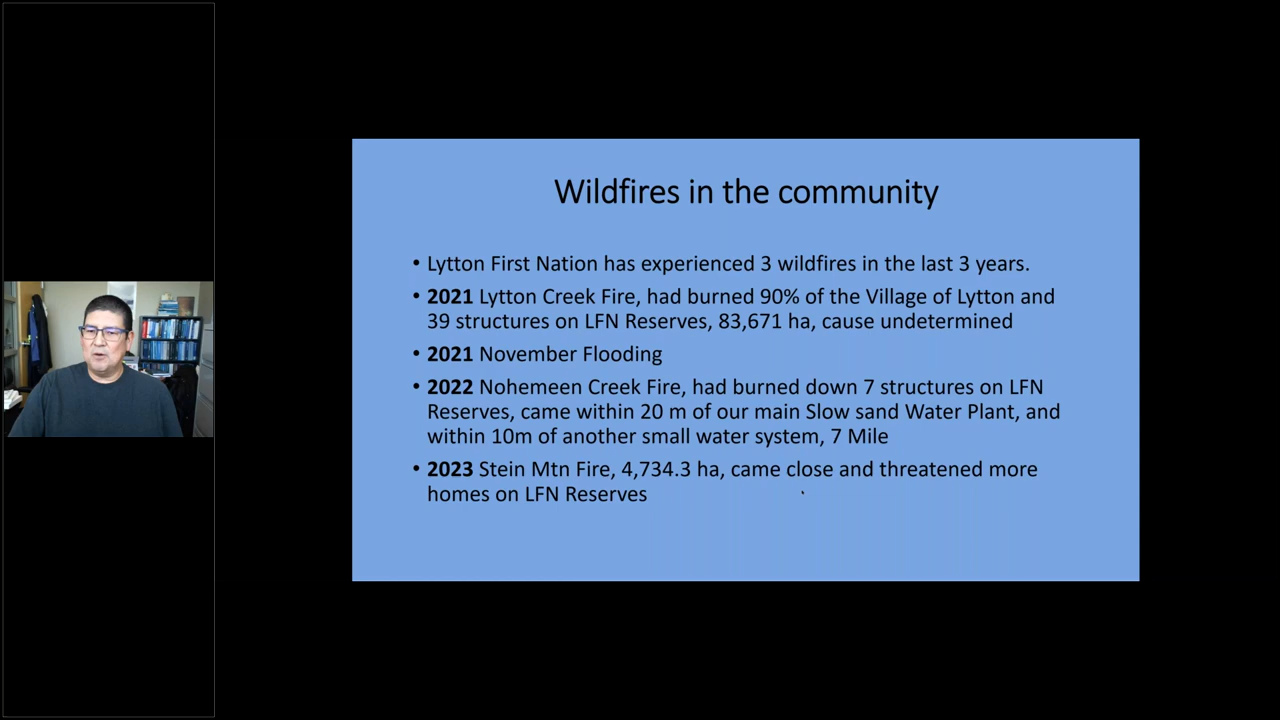 Wildfires in the community
• Lytton First Nation has experienced 3 wildfires in the last 3 years.
• 2021 Lytton Creek Fire, had burned 90% of the Village of Lytton and
39 structures on LFN Reserves, 83,671 ha, cause undetermined
• 2021 November Flooding
• 2022 Nohemeen Creek Fire, had burned down 7 structures on LFN
Reserves, came within 20 m of our main Slow sand Water Plant, and
within 10m of another small water system, 7 Mile
• 2023 Stein Mtn Fire, 4,734.3 ha, came close and threatened more
homes on LFN Reserves